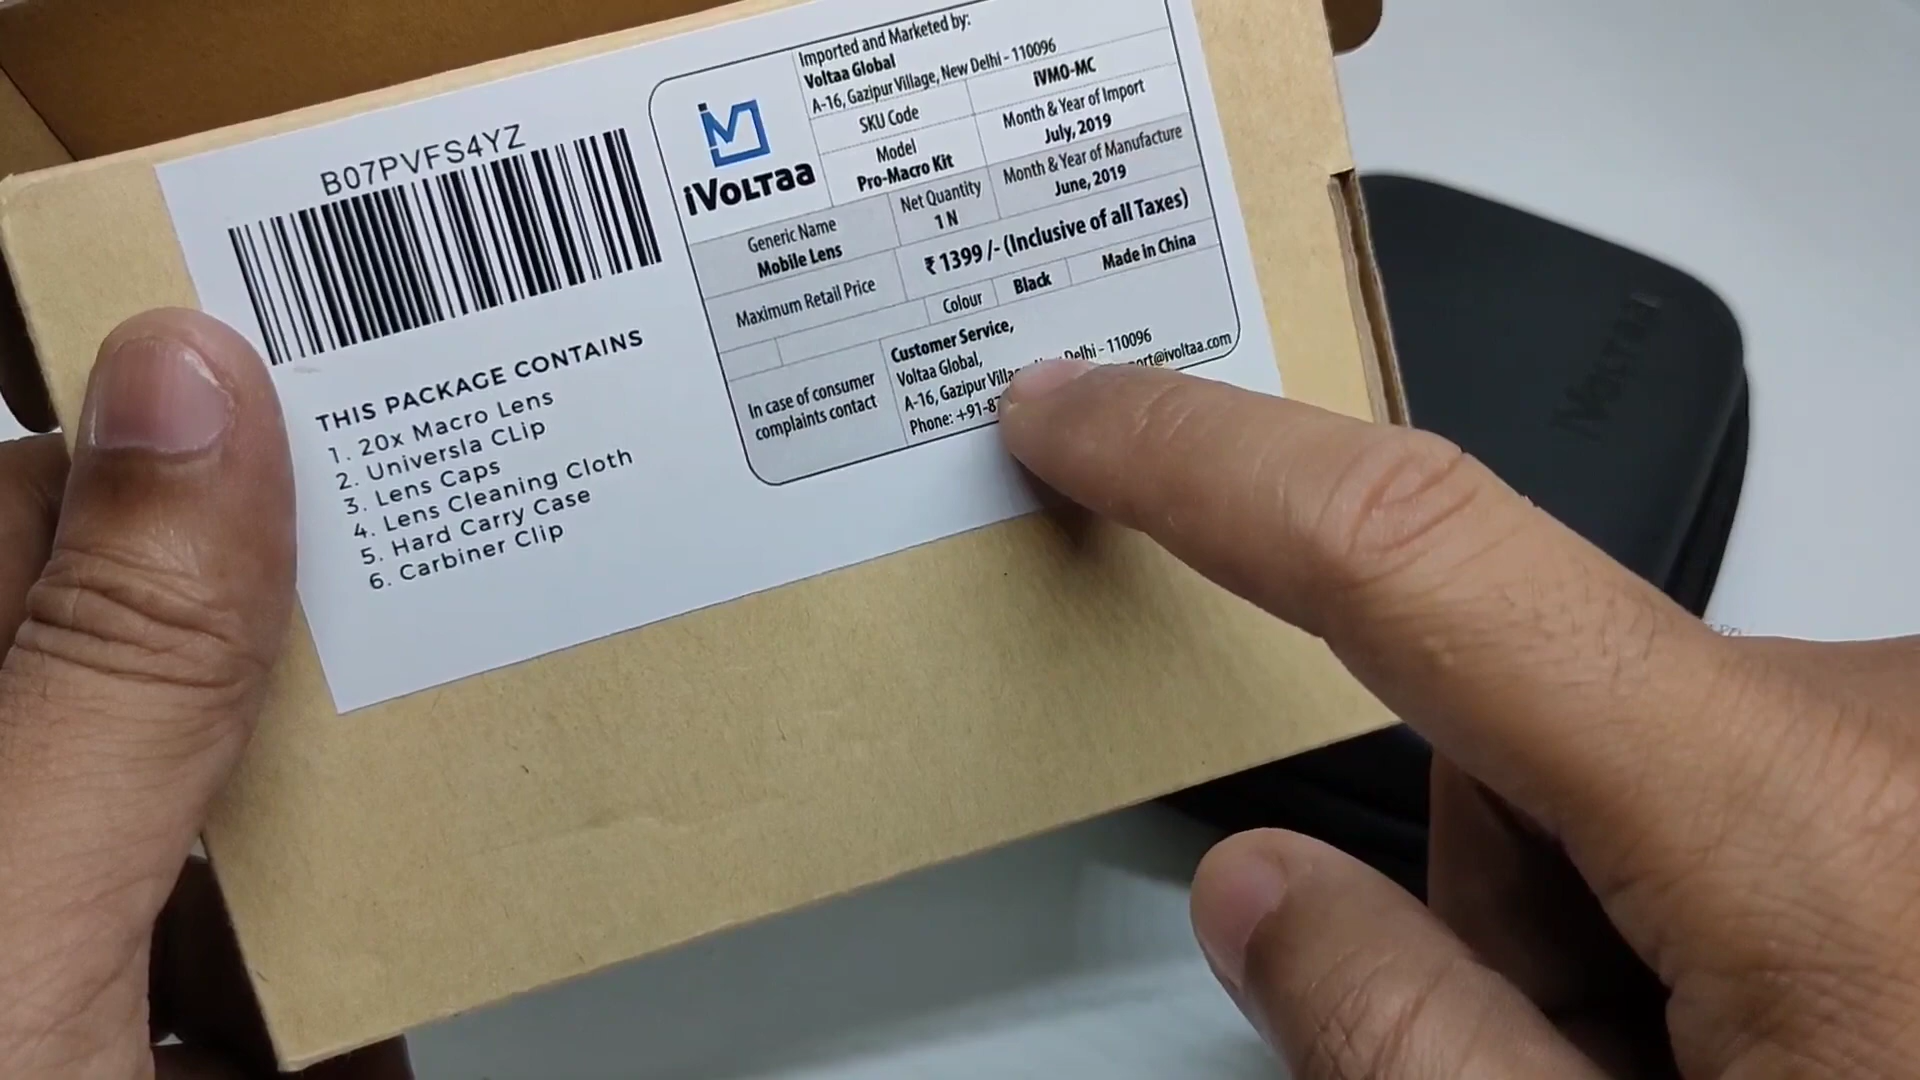 B07PVFS4YZ
THIS PACKAGE CONTAINS
1. 20x Macro Lens
2. Universla CLip
3. Lens Caps
4. Lens Cleaning Cloth
5. Hard Carry Case
6. Carbiner Clip
iVOLTAA
Imported and Marketed by:
Voltaa Global
A-16, Gazipur Village, New Delhi - 110096
SKU Code
iVMO-MC
Model
Pro-Macro Kit
Month & Year of Import
July, 2019
Generic Name
Mobile Lens
Net Quantity
1 N
Month & Year of Manufacture
June, 2019
Maximum Retail Price
₹ 1399 /- (Inclusive of all Taxes)
Colour
Black
Made in China
In case of consumer
complaints contact
Customer Service,
Voltaa Global,
A-16, Gazipur Delhi - 110096
Phone: @ivoltaa.com
iVOLTAA